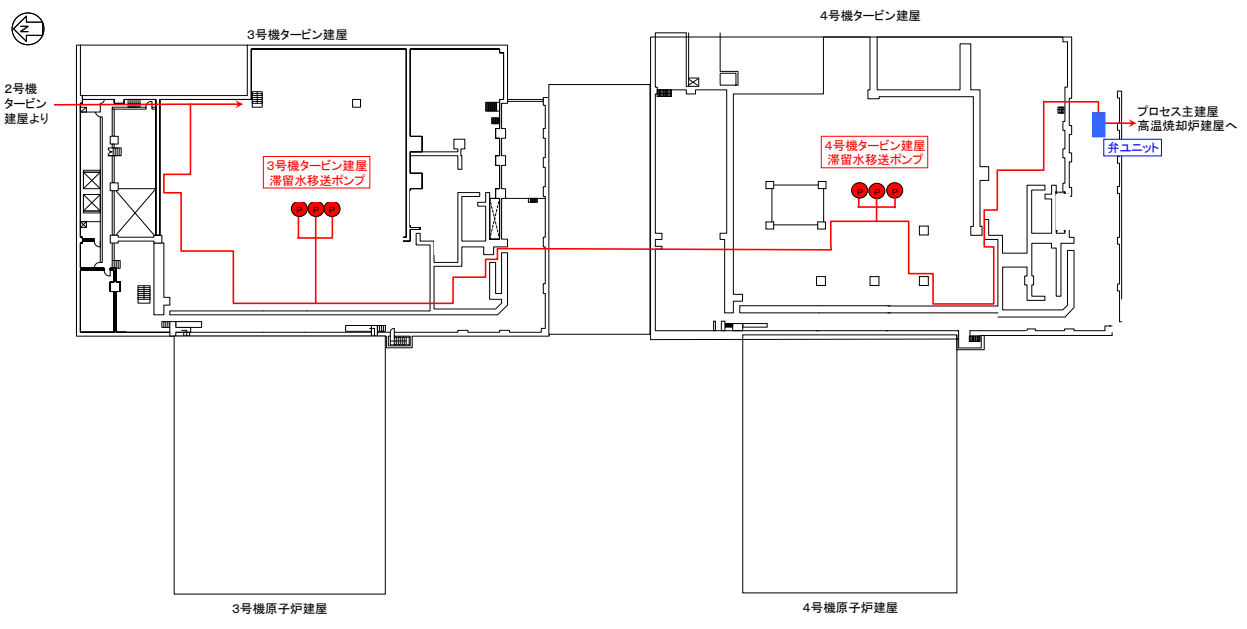 N
3号機タービン建屋
4号機タービン建屋
2号機
タービン
建屋より
プロセス主建屋
高温焼却炉建屋へ
弁ユニット
3号機タービン建屋
滞留水移送ポンプ
4号機タービン建屋
滞留水移送ポンプ
P P P
P P P
3号機原子炉建屋
4号機原子炉建屋